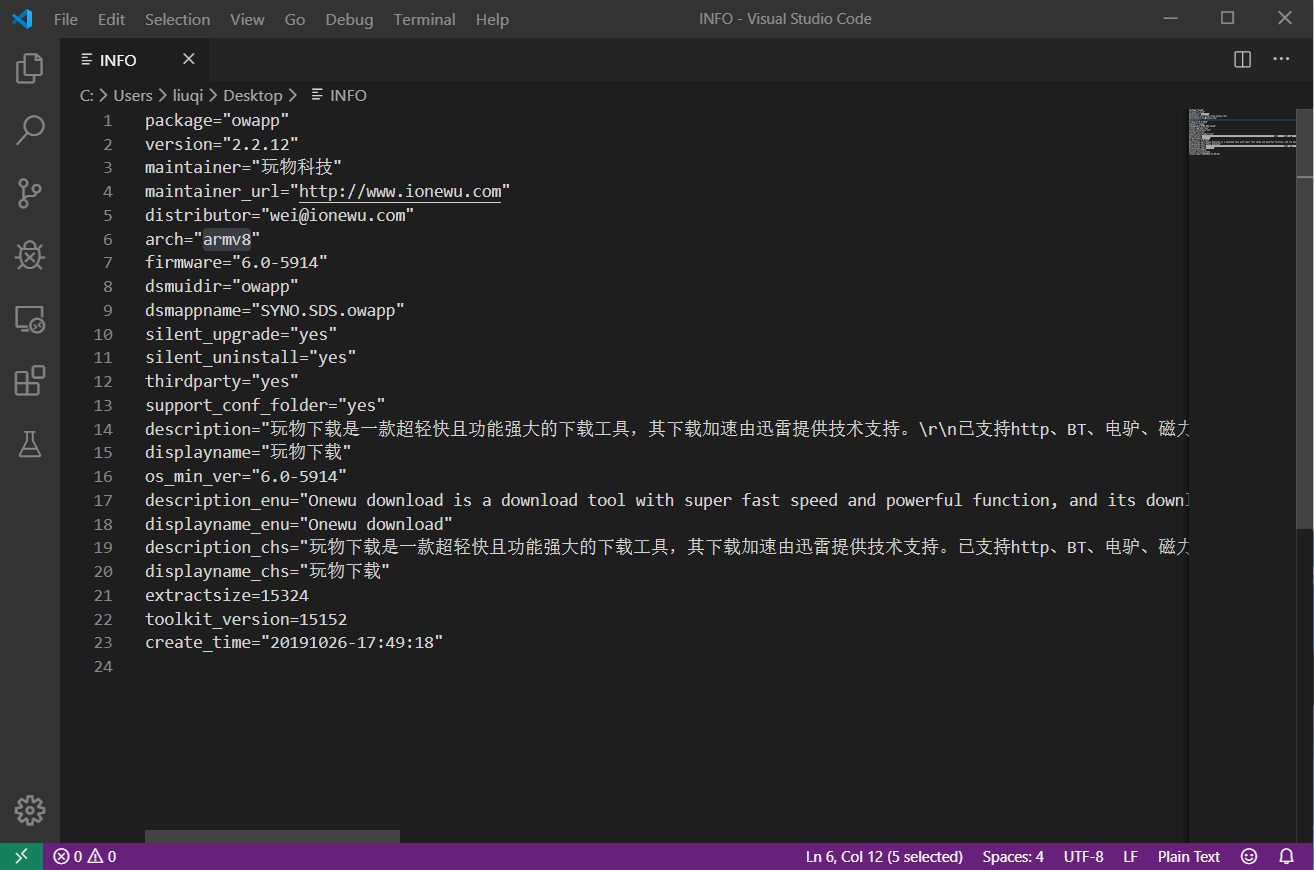 File Edit Selection View Go Debug Terminal Help INFO - Visual Studio Code
INFO
C: Users liuqi Desktop INFO
1 package="owapp"
2 version="2.2.12"
3 maintainer="玩物科技"
4 maintainer_url="http://www.ionewu.com"
5 distributor="wei@ionewu.com"
6 arch="armv8"
7 firmware="6.0-5914"
8 dsmuidir="owapp"
9 dsmappname="SYNO.SDS.owapp"
10 silent_upgrade="yes"
11 silent_uninstall="yes"
12 thirdparty="yes"
13 support_conf_folder="yes"
14 description="玩物下载是一款超轻快且功能强大的下载工具，其下载加速由迅雷提供技术支持。\r\n已支持http、BT、电驴、磁力
15 displayname="玩物下载"
16 os_min_ver="6.0-5914"
17 description_enu="Onewu download is a download tool with super fast speed and powerful function, and its downl
18 displayname_enu="Onewu download"
19 description_chs="玩物下载是一款超轻快且功能强大的下载工具，其下载加速由迅雷提供技术支持。已支持http、BT、电驴、磁力
20 displayname_chs="玩物下载"
21 extractsize=15324
22 toolkit_version=15152
23 create_time="20191026-17:49:18"
24
0 0 Ln 6, Col 12 (5 selected) Spaces: 4 UTF-8 LF Plain Text